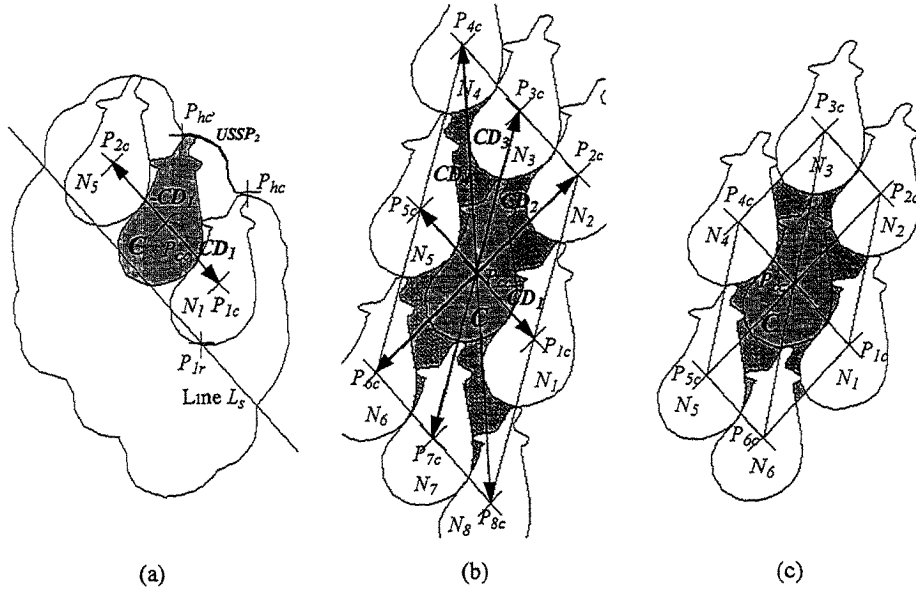 P2c
N5
Phc'
USSP2
Phc
CD1
C
CD1
N1
P1c
P1r
Line Ls
(a)
P4c
N4
P3c
CD3
N3
P2c
CD2
N2
P5c
N5
CD1
C
P1c
N1
P6c
N6
P7c
N7
N8
P8c
(b)
P3c
N3
P4c
N4
P2c
N2
C
P5c
N5
P1c
N1
P6c
N6
(c)